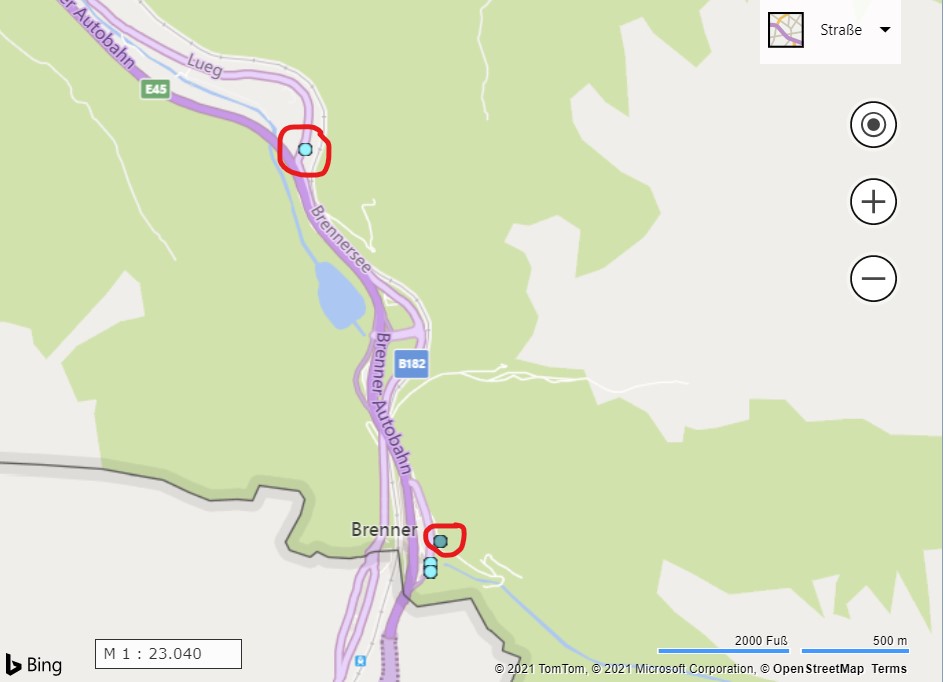 er Autobahn
Straße
Lueg
E45
Brennersee
B182
Brenner Autobahn
Brenner
2000 Fuß 500 m
Bing
M 1 : 23.040
© 2021 TomTom, © 2021 Microsoft Corporation, © OpenStreetMap Terms